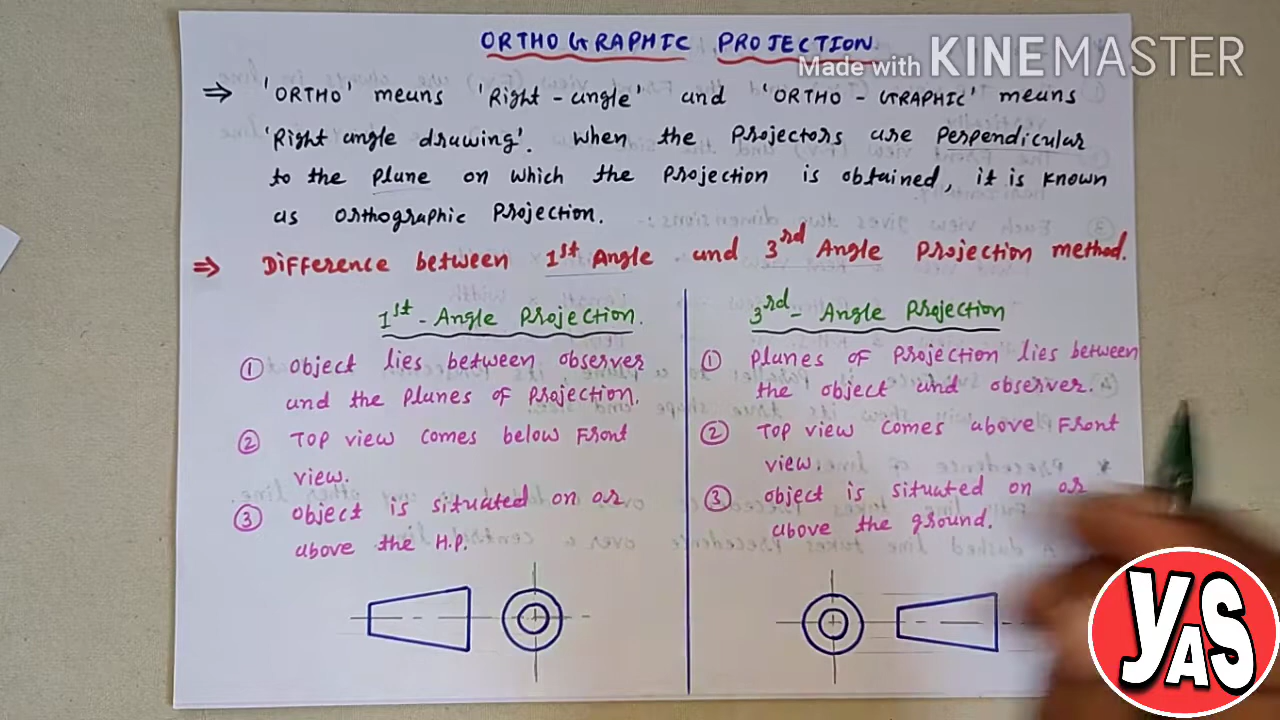 ORTHOGRAPHIC PROJECTION
Made with KINEMASTER
⇒ 'ORTHO' means 'Right-angle' and 'ORTHO-GRAPHIC' means
'Right angle drawing'. When the projectors are perpendicular
to the plane on which the projection is obtained, it is known
as orthographic projection.
⇒ Difference between 1st Angle and 3rd Angle projection method.
1st-Angle projection.
① object lies between observer
and the planes of projection.
② Top view comes below Front
view.
③ object is situated on or
above the H.P.
3rd-Angle projection
① planes of projection lies between
the object and observer.
② Top view comes above Front
view.
③ object is situated on or
above the ground.
YAS